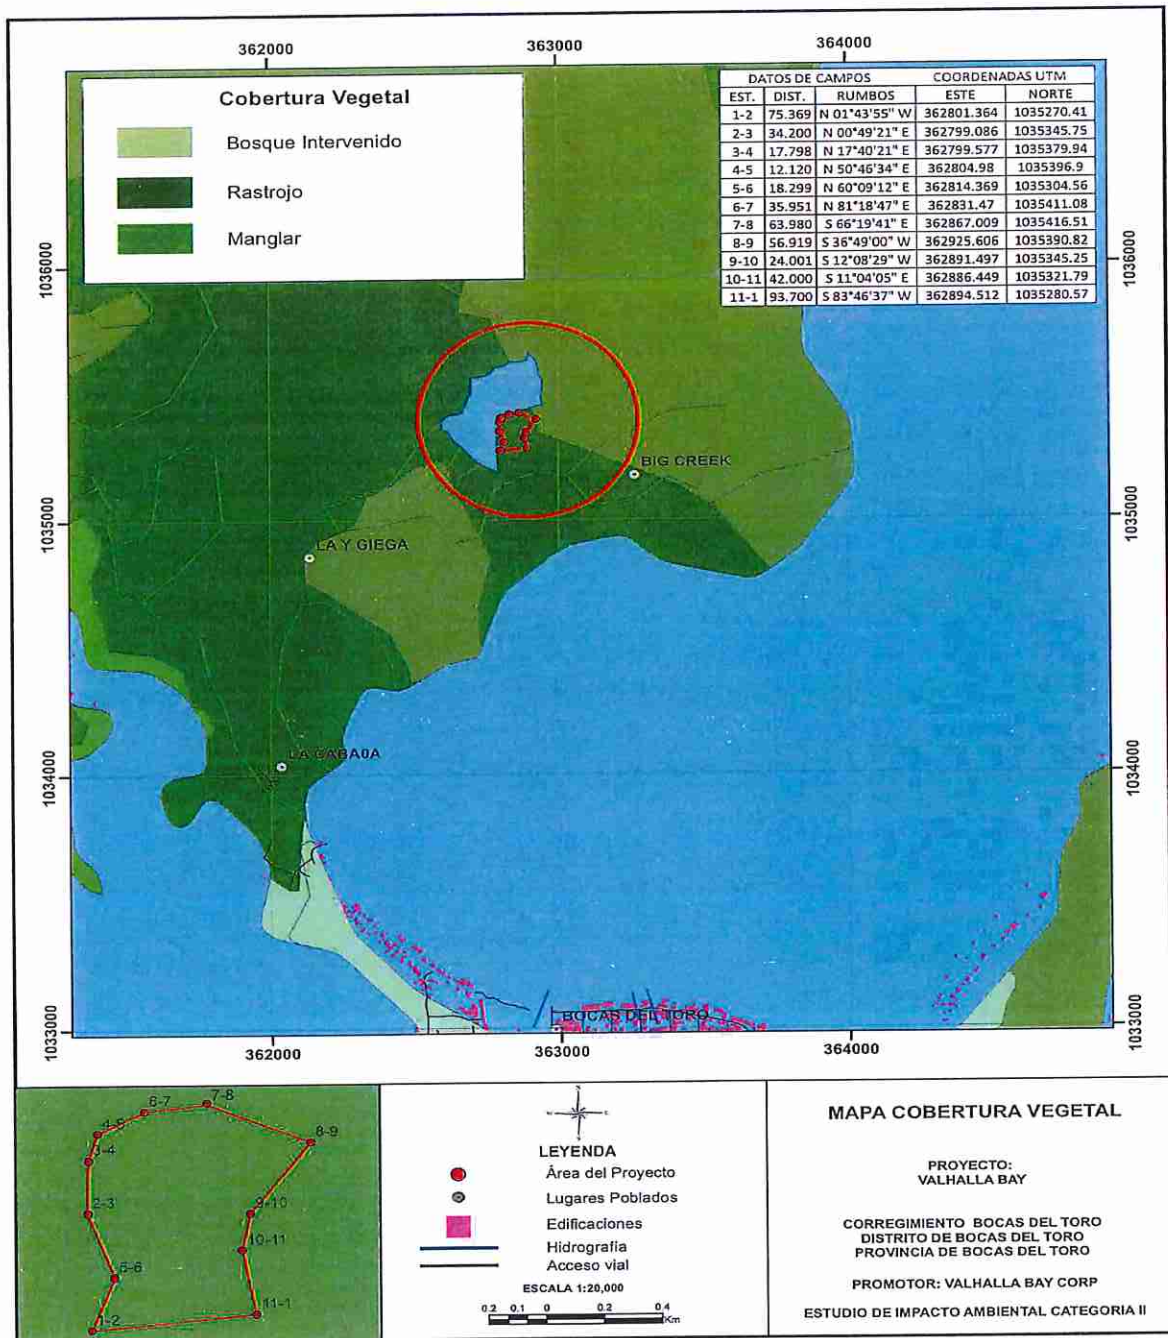 362000 363000 364000
Cobertura Vegetal
Bosque Intervenido
Rastrojo
Manglar
DATOS DE CAMPOS COORDENADAS UTM
EST. DIST. RUMBOS ESTE NORTE
1-2 75.369 N 01°43'55" W 362801.364 1035270.41
2-3 34.200 N 00°49'21" E 362799.086 1035345.75
3-4 17.798 N 17°40'21" E 362799.577 1035379.94
4-5 12.120 N 50°46'34" E 362804.98 1035396.9
5-6 18.299 N 60°09'12" E 362814.369 1035304.56
6-7 35.951 N 81°18'47" E 362831.47 1035411.08
7-8 63.980 S 66°19'41" E 362867.009 1035416.51
8-9 56.919 S 36°49'00" W 362925.606 1035390.82
9-10 24.001 S 12°08'29" W 362891.497 1035345.25
10-11 42.000 S 11°04'05" E 362886.449 1035321.79
11-1 93.700 S 83°46'37" W 362894.512 1035280.57
1036000 1036000
BIG CREEK
1035000 1035000
LA Y GIEGA
LA CABA0A
1034000 1034000
BOCAS DEL TORO
1033000 1033000
362000 363000 364000
7-8
6-7
4-5
8-9
3-4
2-3
9-10
10-11
5-6
11-1
1-2
LEYENDA
Área del Proyecto
Lugares Poblados
Edificaciones
Hidrografia
Acceso vial
ESCALA 1:20,000
0.2 0.1 0 0.2 0.4
Km
MAPA COBERTURA VEGETAL
PROYECTO:
VALHALLA BAY
CORREGIMIENTO BOCAS DEL TORO
DISTRITO DE BOCAS DEL TORO
PROVINCIA DE BOCAS DEL TORO
PROMOTOR: VALHALLA BAY CORP
ESTUDIO DE IMPACTO AMBIENTAL CATEGORIA II